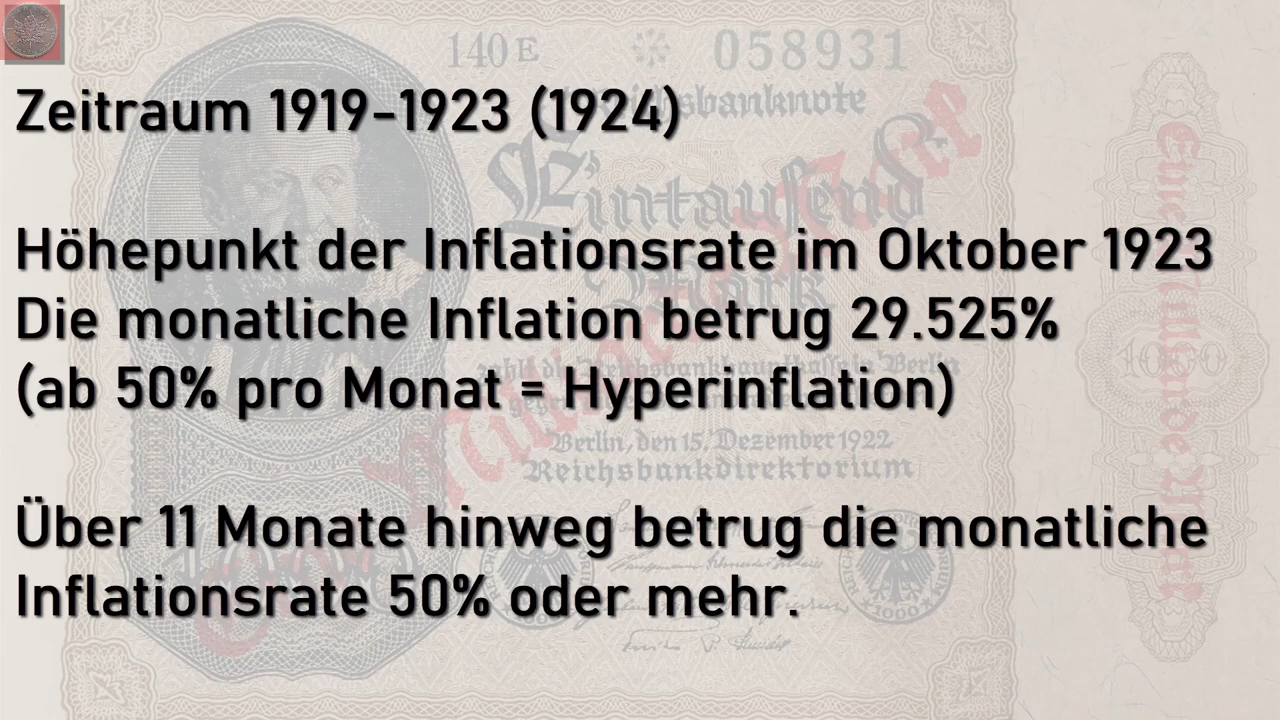 140 E 058931
Zeitraum 1919-1923 (1924)
Höhepunkt der Inflationsrate im Oktober 1923
Die monatliche Inflation betrug 29.525%
(ab 50% pro Monat = Hyperinflation)
Berlin, den 15. Dezember 1922
Reichsbankdirektorium
Über 11 Monate hinweg betrug die monatliche
Inflationsrate 50% oder mehr.